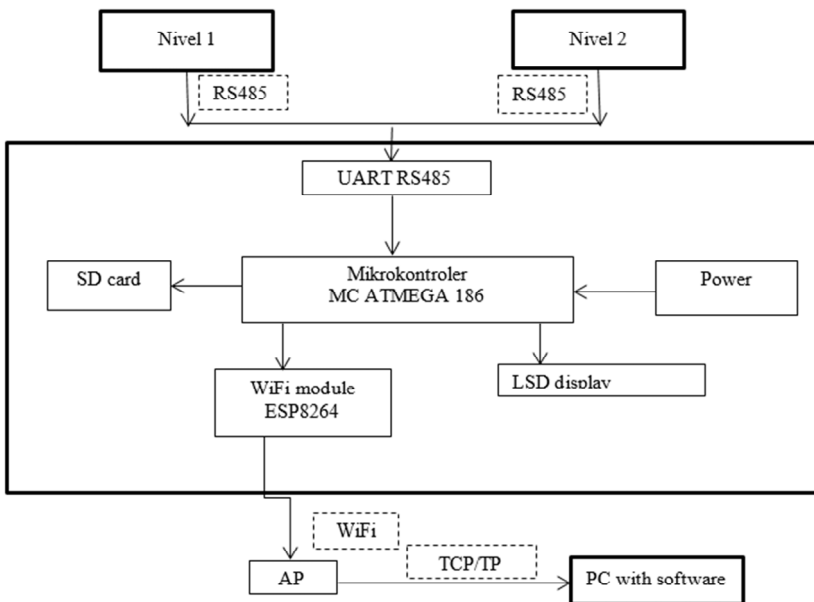 Nivel 1
Nivel 2
RS485
RS485
UART RS485
SD card
Mikrokontroler
MC ATMEGA 186
Power
WiFi module
ESP8264
LSD display
WiFi
TCP/TP
AP
PC with software